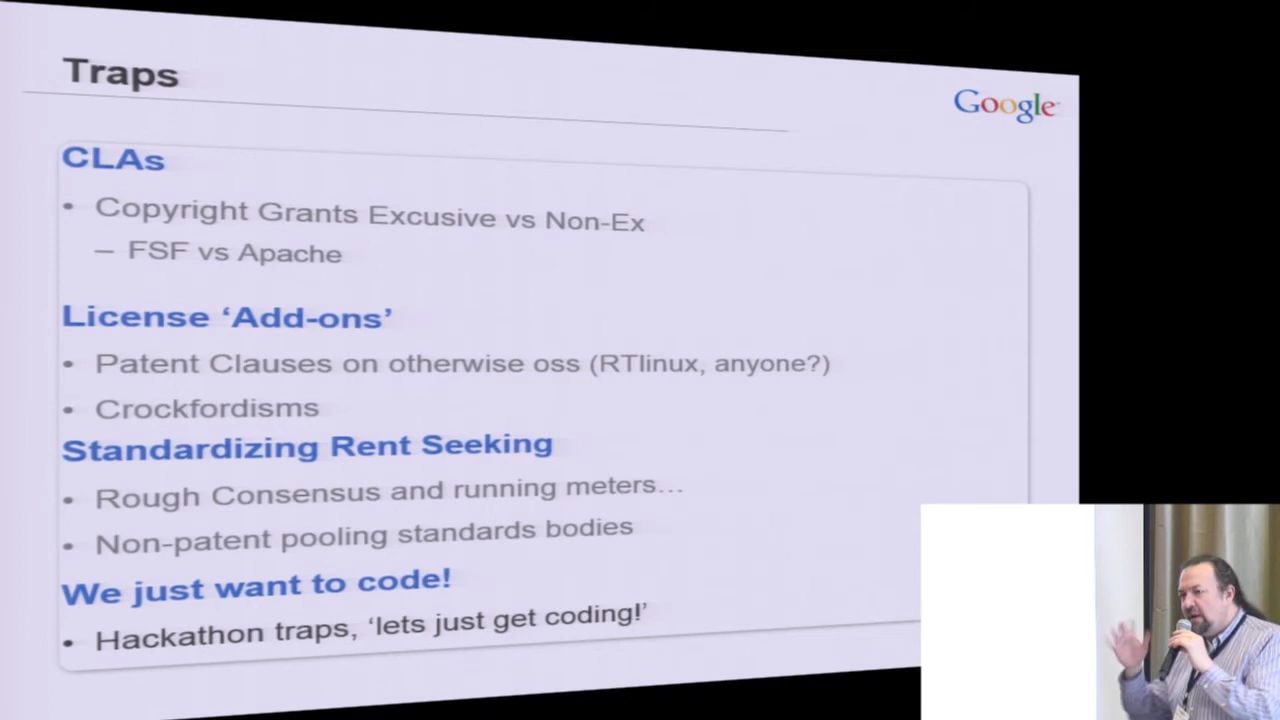 Traps
Google
CLAs
• Copyright Grants Excusive vs Non-Ex
– FSF vs Apache
License ‘Add-ons’
• Patent Clauses on otherwise oss (RTlinux, anyone?)
• Crockfordisms
Standardizing Rent Seeking
• Rough Consensus and running meters…
• Non-patent pooling standards bodies
We just want to code!
• Hackathon traps, ‘lets just get coding!’